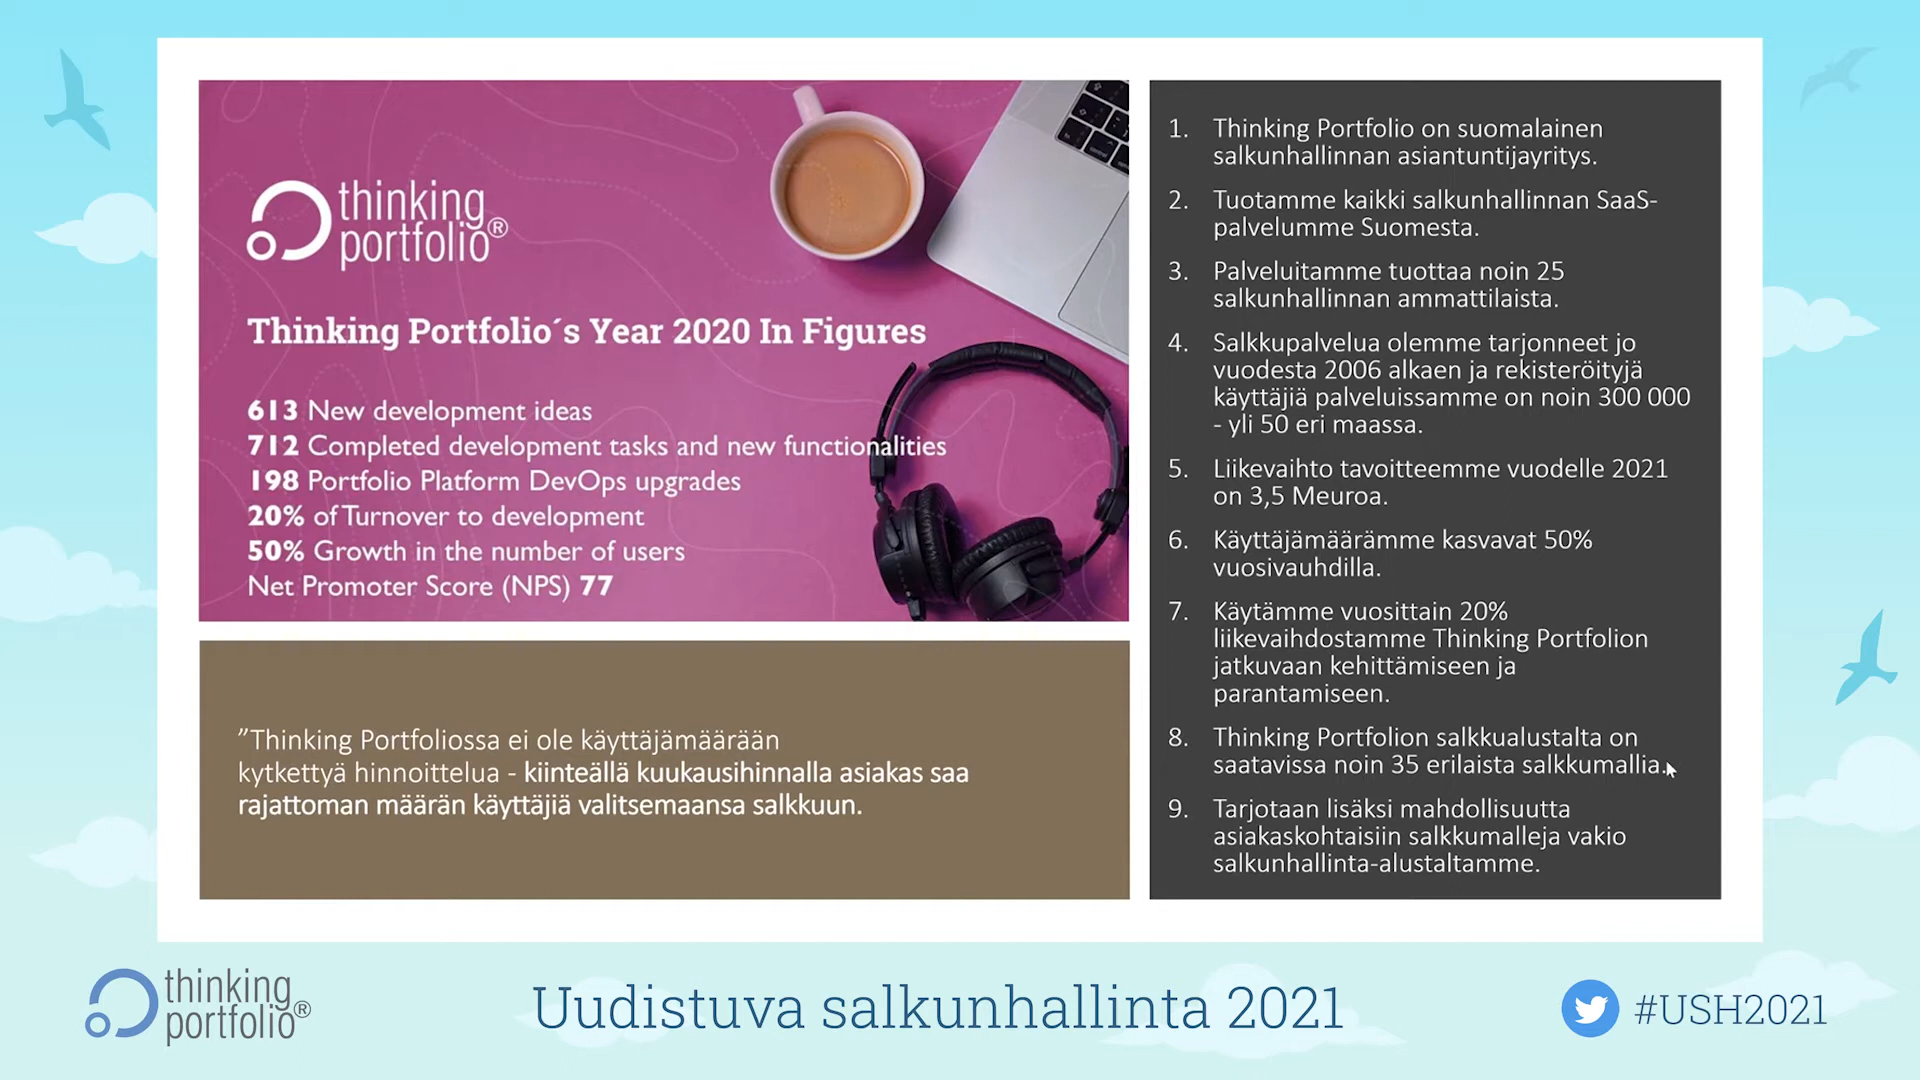 thinking
portfolio®
Thinking Portfolio´s Year 2020 In Figures
613 New development ideas
712 Completed development tasks and new functionalities
198 Portfolio Platform DevOps upgrades
20% of Turnover to development
50% Growth in the number of users
Net Promoter Score (NPS) 77
”Thinking Portfoliossa ei ole käyttäjämäärään
kytkettyä hinnoittelua - kiinteällä kuukausihinnalla asiakas saa
rajattoman määrän käyttäjiä valitsemaansa salkkuun.
1. Thinking Portfolio on suomalainen
salkunhallinnan asiantuntijayritys.
2. Tuotamme kaikki salkunhallinnan SaaS-
palvelumme Suomesta.
3. Palveluitamme tuottaa noin 25
salkunhallinnan ammattilaista.
4. Salkkupalvelua olemme tarjonneet jo
vuodesta 2006 alkaen ja rekisteröityjä
käyttäjiä palveluissamme on noin 300 000
- yli 50 eri maassa.
5. Liikevaihto tavoitteemme vuodelle 2021
on 3,5 Meuroa.
6. Käyttäjämäärämme kasvavat 50%
vuosivauhdilla.
7. Käytämme vuosittain 20%
liikevaihdostamme Thinking Portfolion
jatkuvaan kehittämiseen ja
parantamiseen.
8. Thinking Portfolion salkkualustalta on
saatavissa noin 35 erilaista salkkumallia.
9. Tarjotaan lisäksi mahdollisuutta
asiakaskohtaisiin salkkumalleja vakio
salkunhallinta-alustaltamme.
thinking
portfolio®
Uudistuva salkunhallinta 2021
#USH2021